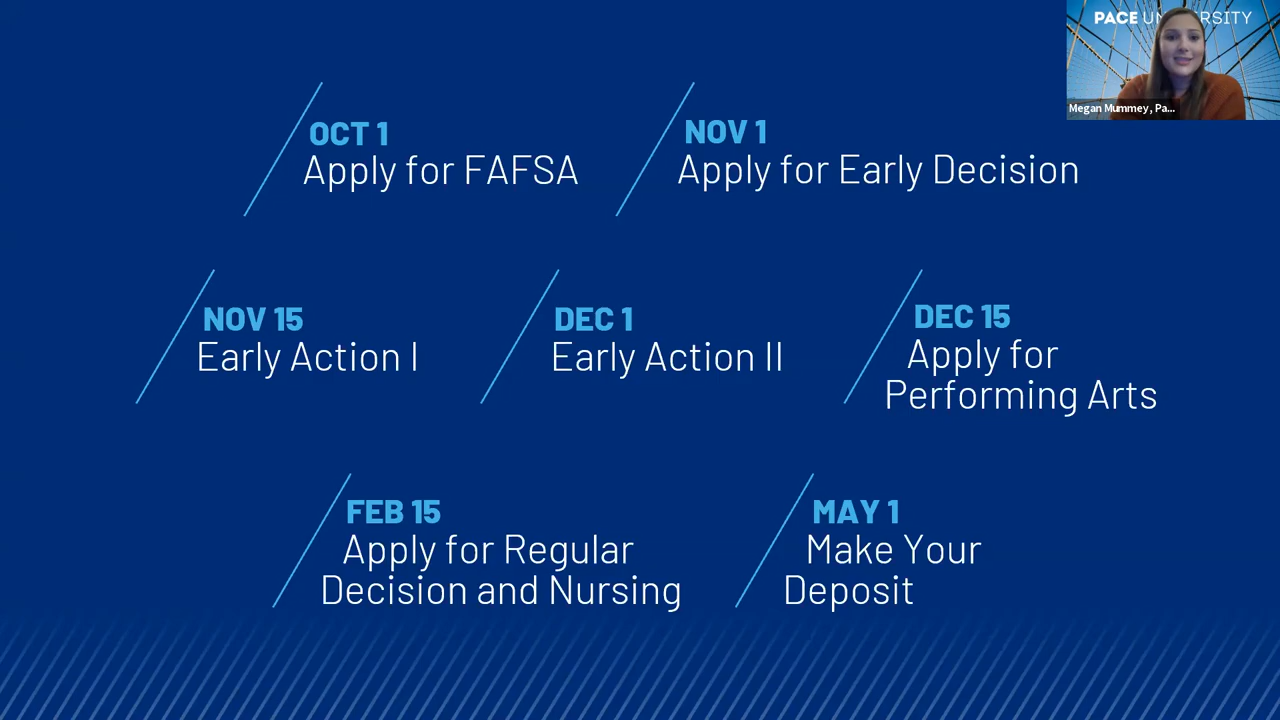 PACE UN RSITY
Megan Mummey, Pa...
OCT 1
Apply for FAFSA
NOV 1
Apply for Early Decision
NOV 15
Early Action I
DEC 1
Early Action II
DEC 15
Apply for
Performing Arts
FEB 15
Apply for Regular
Decision and Nursing
MAY 1
Make Your
Deposit